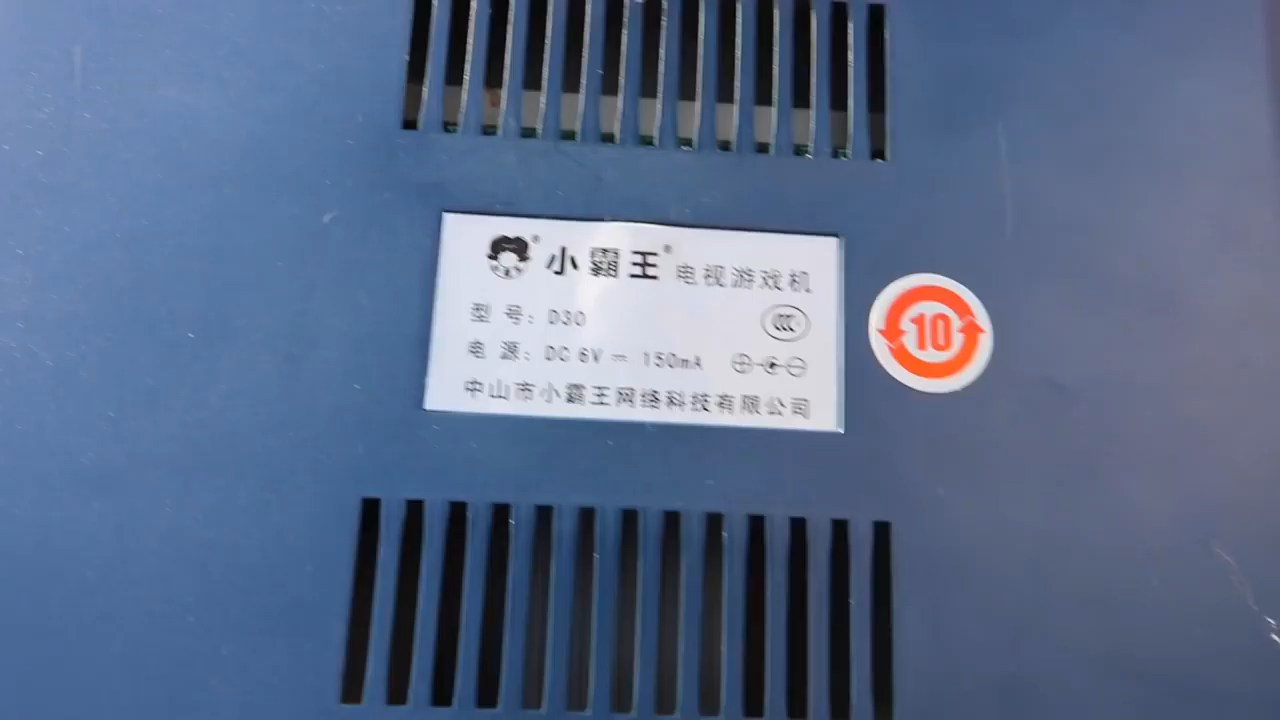 小霸王® 电视游戏机
型 号: D30
CCC
电 源: DC 6V ⎓ 150mA
中山市小霸王网络科技有限公司
10